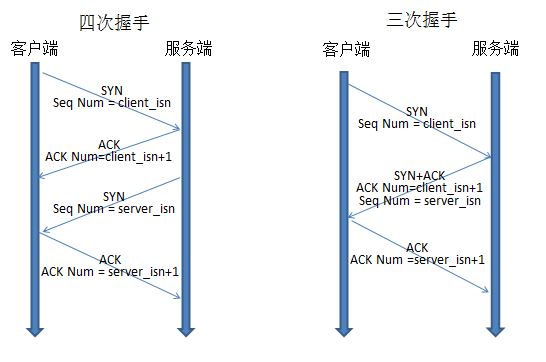 四次握手
客户端
服务端
SYN
Seq Num = client_isn
ACK
ACK Num=client_isn+1
SYN
Seq Num = server_isn
ACK
ACK Num = server_isn+1
三次握手
客户端
服务端
SYN
Seq Num = client_isn
SYN+ACK
ACK Num=client_isn+1
Seq Num = server_isn
ACK
ACK Num =server_isn+1